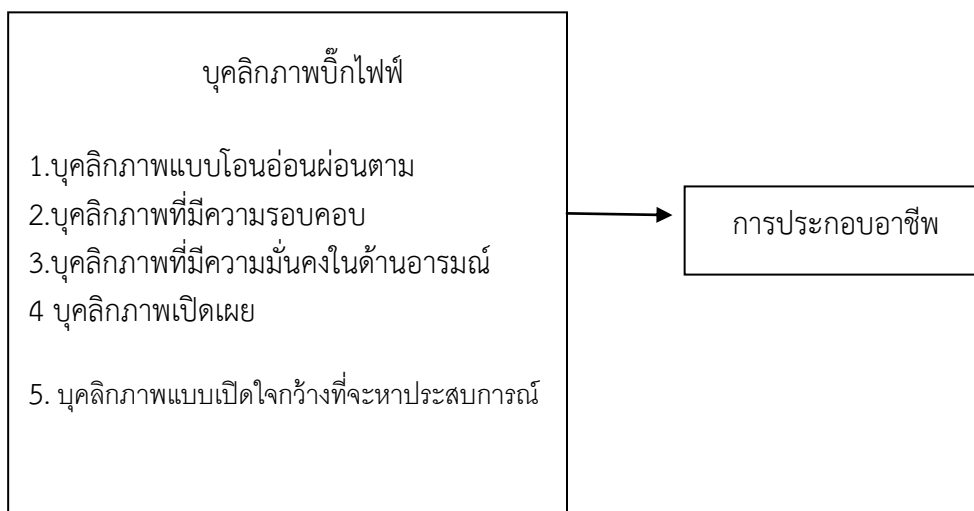 บุคลิกภาพบิ๊กไฟฟ์
1.บุคลิกภาพแบบโอนอ่อนผ่อนตาม
2.บุคลิกภาพที่มีความรอบคอบ
3.บุคลิกภาพที่มีความมั่นคงในด้านอารมณ์
4 บุคลิกภาพเปิดเผย
5. บุคลิกภาพแบบเปิดใจกว้างที่จะหาประสบการณ์
การประกอบอาชีพ